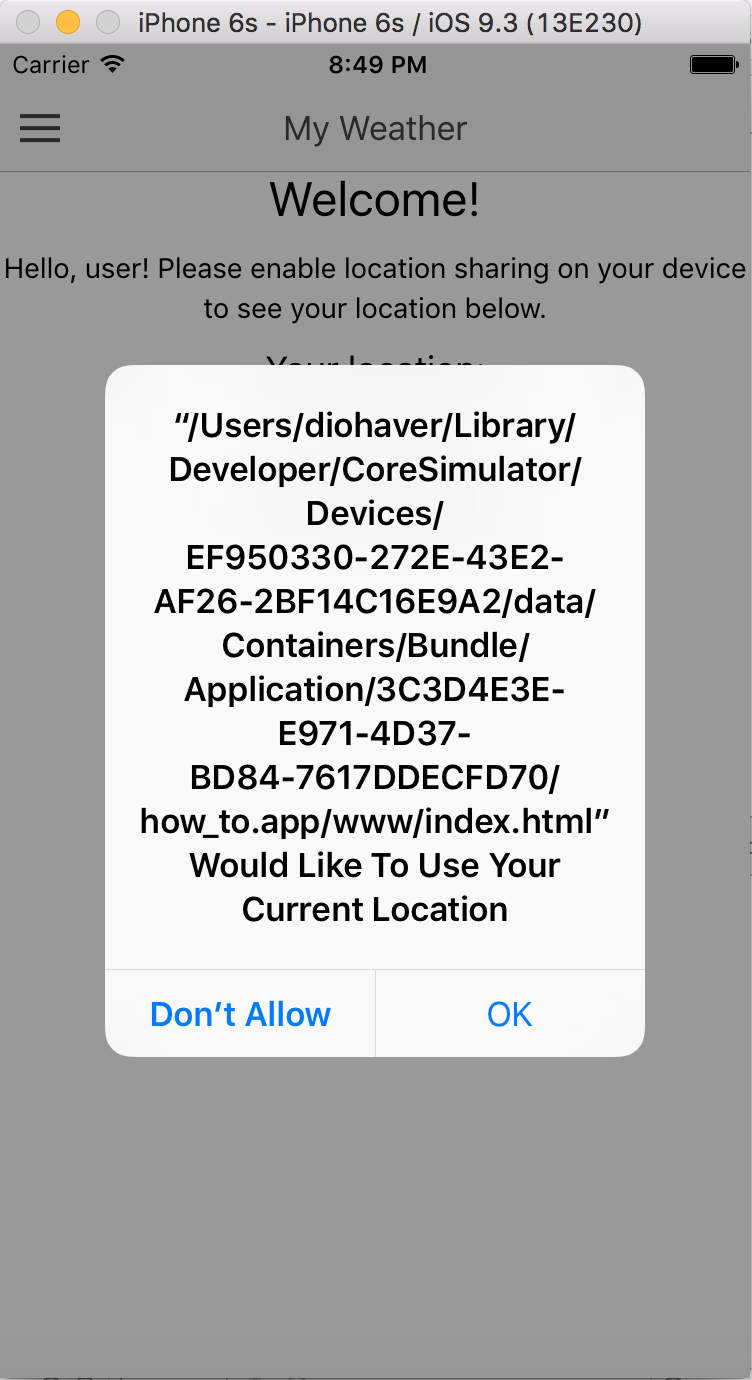 iPhone 6s - iPhone 6s / iOS 9.3 (13E230)
Carrier 8:49 PM
My Weather
Welcome!
Hello, user! Please enable location sharing on your device
to see your location below.
Your location:
“/Users/diohaver/Library/
Developer/CoreSimulator/
Devices/
EF950330-272E-43E2-
AF26-2BF14C16E9A2/data/
Containers/Bundle/
Application/3C3D4E3E-
E971-4D37-
BD84-7617DDECFD70/
how_to.app/www/index.html”
Would Like To Use Your
Current Location
Don’t Allow OK